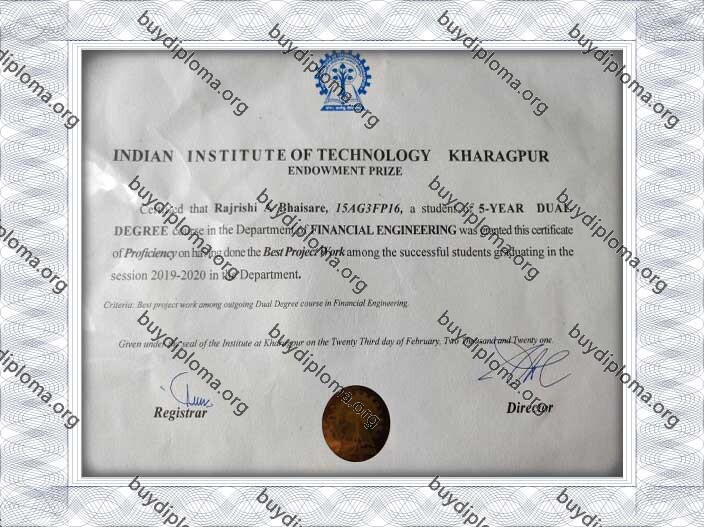 INDIAN INSTITUTE OF TECHNOLOGY KHARAGPUR
ENDOWMENT PRIZE
Certified that Rajrishi A Bhaisare, 15AG3FP16, a student of 5-YEAR DUAL
DEGREE course in the Department of FINANCIAL ENGINEERING was granted this certificate
of Proficiency on having done the Best Project Work among the successful students graduating in the
session 2019-2020 in the Department.
Criteria: Best project work among outgoing Dual Degree course in Financial Engineering.
Given under the seal of the Institute at Kharagpur on the Twenty Third day of February, Two Thousand and Twenty one.
Registrar
Director
buydiploma.org